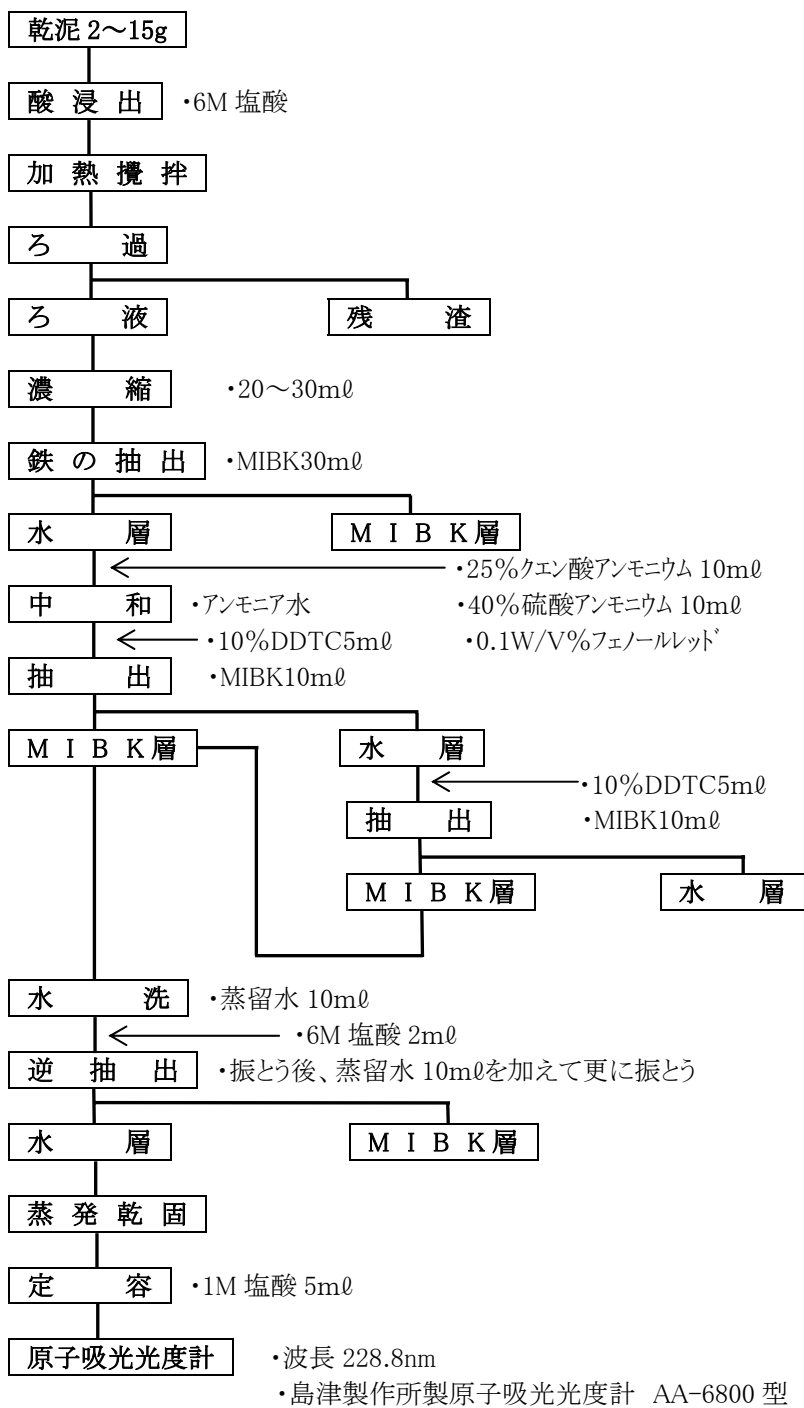 乾泥 2～15g
酸 浸 出 ・6M 塩酸
加 熱 攪 拌
ろ 過
ろ 液 残 渣
濃 縮 ・20～30mℓ
鉄 の 抽 出 ・MIBK30mℓ
水 層 M I B K層
・25%クエン酸アンモニウム 10mℓ
中 和 ・アンモニア水 ・40%硫酸アンモニウム 10mℓ
・10%DDTC5mℓ ・0.1W/V%フェノールレッド
抽 出 ・MIBK10mℓ
M I B K層 水 層
・10%DDTC5mℓ
抽 出 ・MIBK10mℓ
M I B K層 水 層
水 洗 ・蒸留水 10mℓ
・6M 塩酸 2mℓ
逆 抽 出 ・振とう後、蒸留水 10mℓを加えて更に振とう
水 層 M I B K層
蒸 発 乾 固
定 容 ・1M 塩酸 5mℓ
原子吸光光度計 ・波長 228.8nm
・島津製作所製原子吸光光度計 AA-6800 型